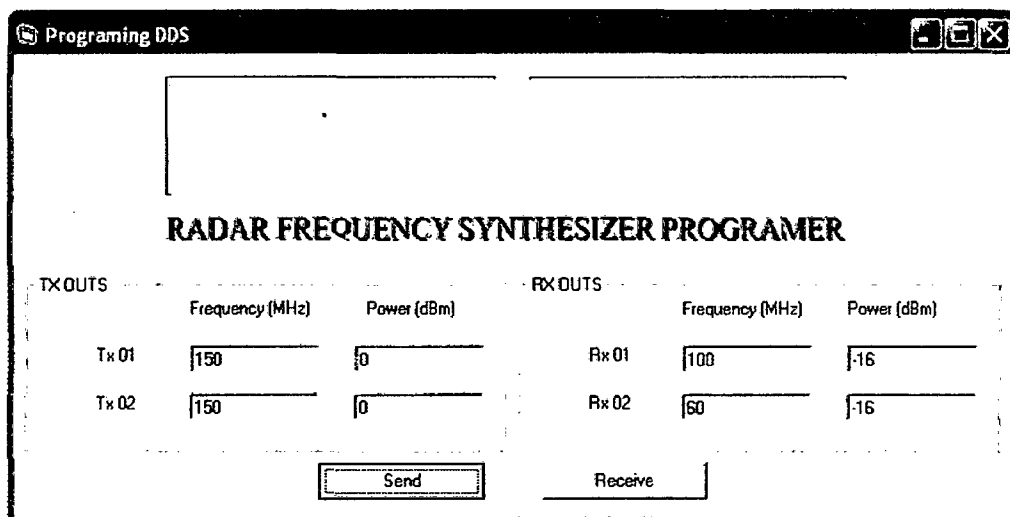 Programing DDS
RADAR FREQUENCY SYNTHESIZER PROGRAMER
TX OUTS
Frequency (MHz) Power (dBm)
Tx 01 150 0
Tx 02 150 0
RX OUTS
Frequency (MHz) Power (dBm)
Rx 01 100 -16
Rx 02 60 -16
Send Receive